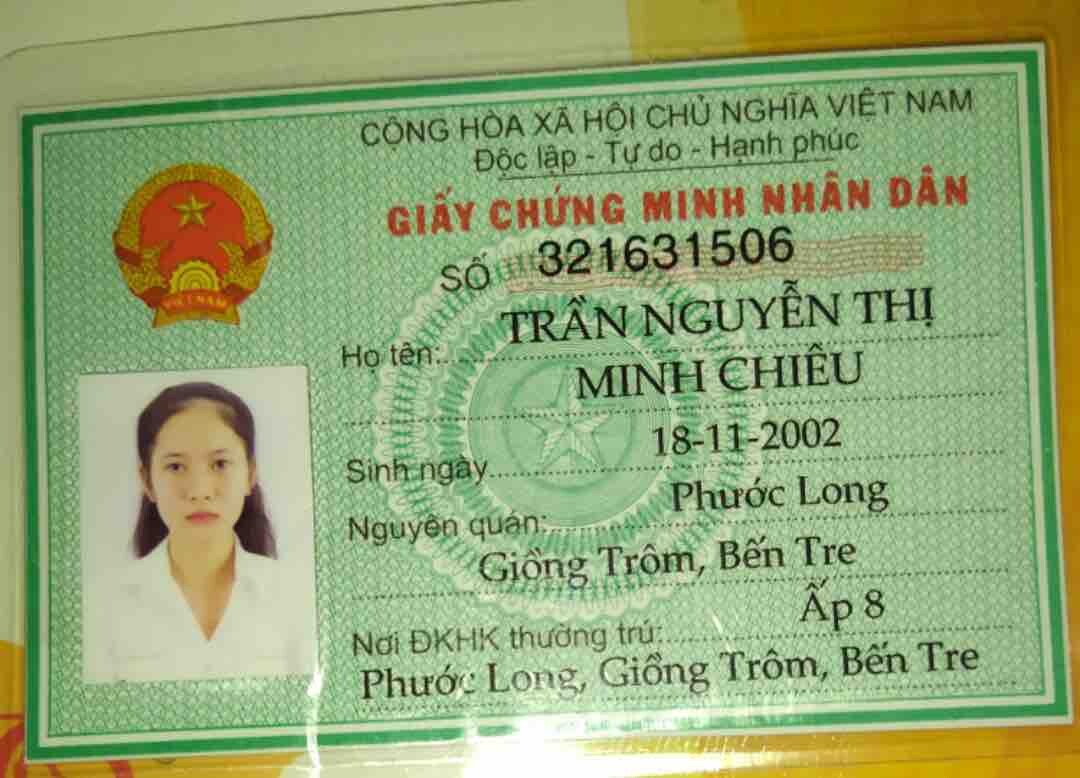 CỘNG HÒA XÃ HỘI CHỦ NGHĨA VIỆT NAM
Độc lập - Tự do - Hạnh phúc
GIẤY CHỨNG MINH NHÂN DÂN
SỐ 321631506
Họ tên: TRẦN NGUYỄN THỊ
MINH CHIÊU
Sinh ngày 18-11-2002
Nguyên quán: Phước Long
Giồng Trôm, Bến Tre
Nơi ĐKHK thường trú: Ấp 8
Phước Long, Giồng Trôm, Bến Tre
VIỆT NAM